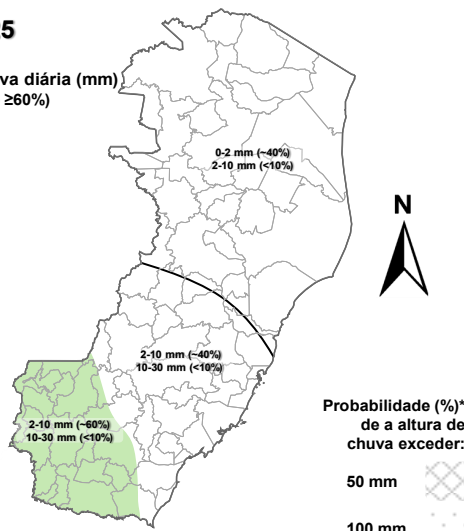 25
va diária (mm)
≥60%)
0-2 mm (~40%)
2-10 mm (<10%)
N
2-10 mm (~40%)
10-30 mm (<10%)
2-10 mm (~60%)
10-30 mm (<10%)
Probabilidade (%)*
de a altura de
chuva exceder:
50 mm
100 mm